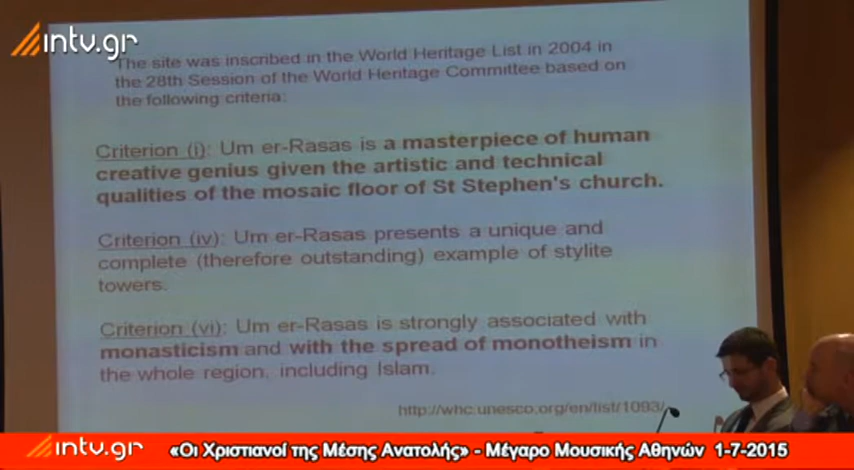 intv.gr
The site was inscribed in the World Heritage List in 2004 in
the 28th Session of the World Heritage Committee based on
the following criteria:
Criterion (i): Um er-Rasas is a masterpiece of human
creative genius given the artistic and technical
qualities of the mosaic floor of St Stephen's church.
Criterion (iv): Um er-Rasas presents a unique and
complete (therefore outstanding) example of stylite
towers.
Criterion (vi): Um er-Rasas is strongly associated with
monasticism and with the spread of monotheism in
the whole region, including Islam.
http://whc.unesco.org/en/list/1093/
intv.gr «Οι Χριστιανοί της Μέσης Ανατολής» - Μέγαρο Μουσικής Αθηνών 1-7-2015